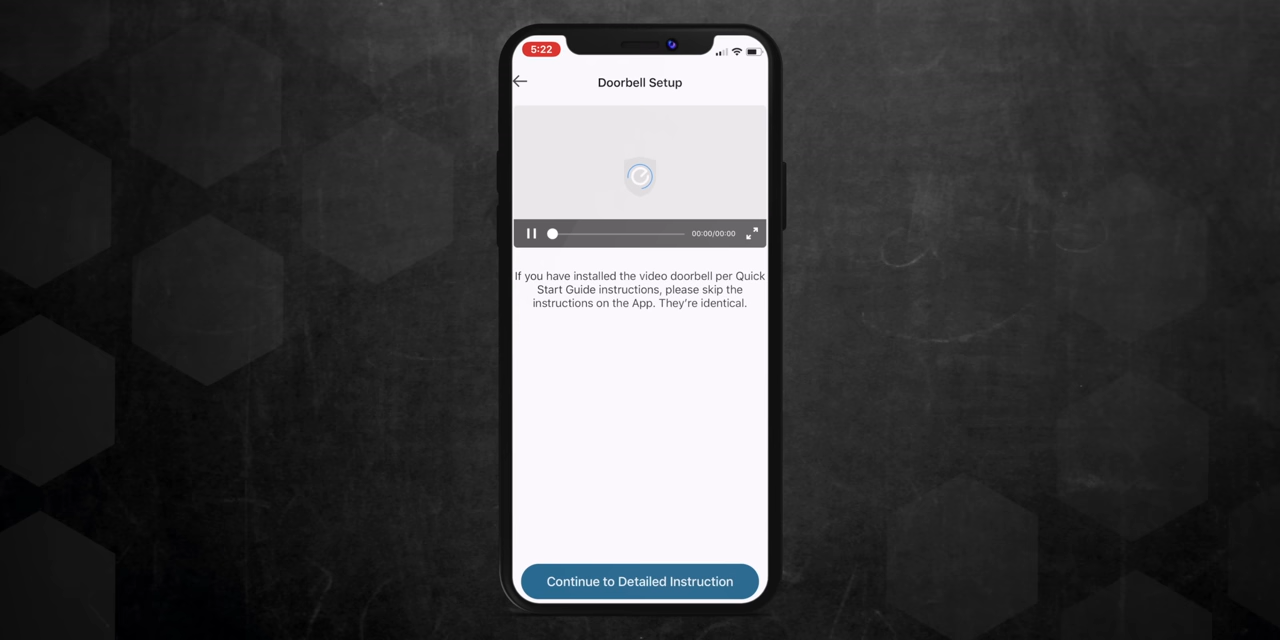 5:22
Doorbell Setup
00:00/00:00
If you have installed the video doorbell per Quick
Start Guide instructions, please skip the
instructions on the App. They're identical.
Continue to Detailed Instruction